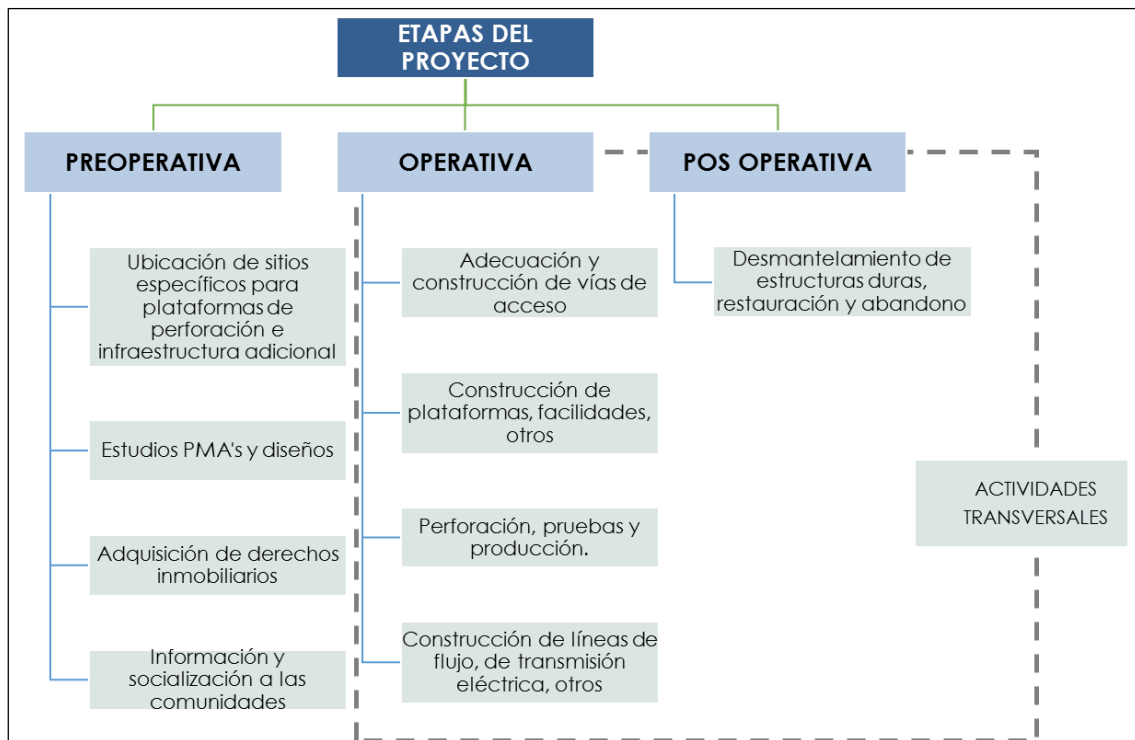 ETAPAS DEL
PROYECTO
PREOPERATIVA
Ubicación de sitios
específicos para
plataformas de
perforación e
infraestructura adicional
Estudios PMA's y diseños
Adquisición de derechos
inmobiliarios
Información y
socialización a las
comunidades
OPERATIVA
Adecuación y
construcción de vías de
acceso
Construcción de
plataformas, facilidades,
otros
Perforación, pruebas y
producción.
Construcción de líneas de
flujo, de transmisión
eléctrica, otros
POS OPERATIVA
Desmantelamiento de
estructuras duras,
restauración y abandono
ACTIVIDADES
TRANSVERSALES